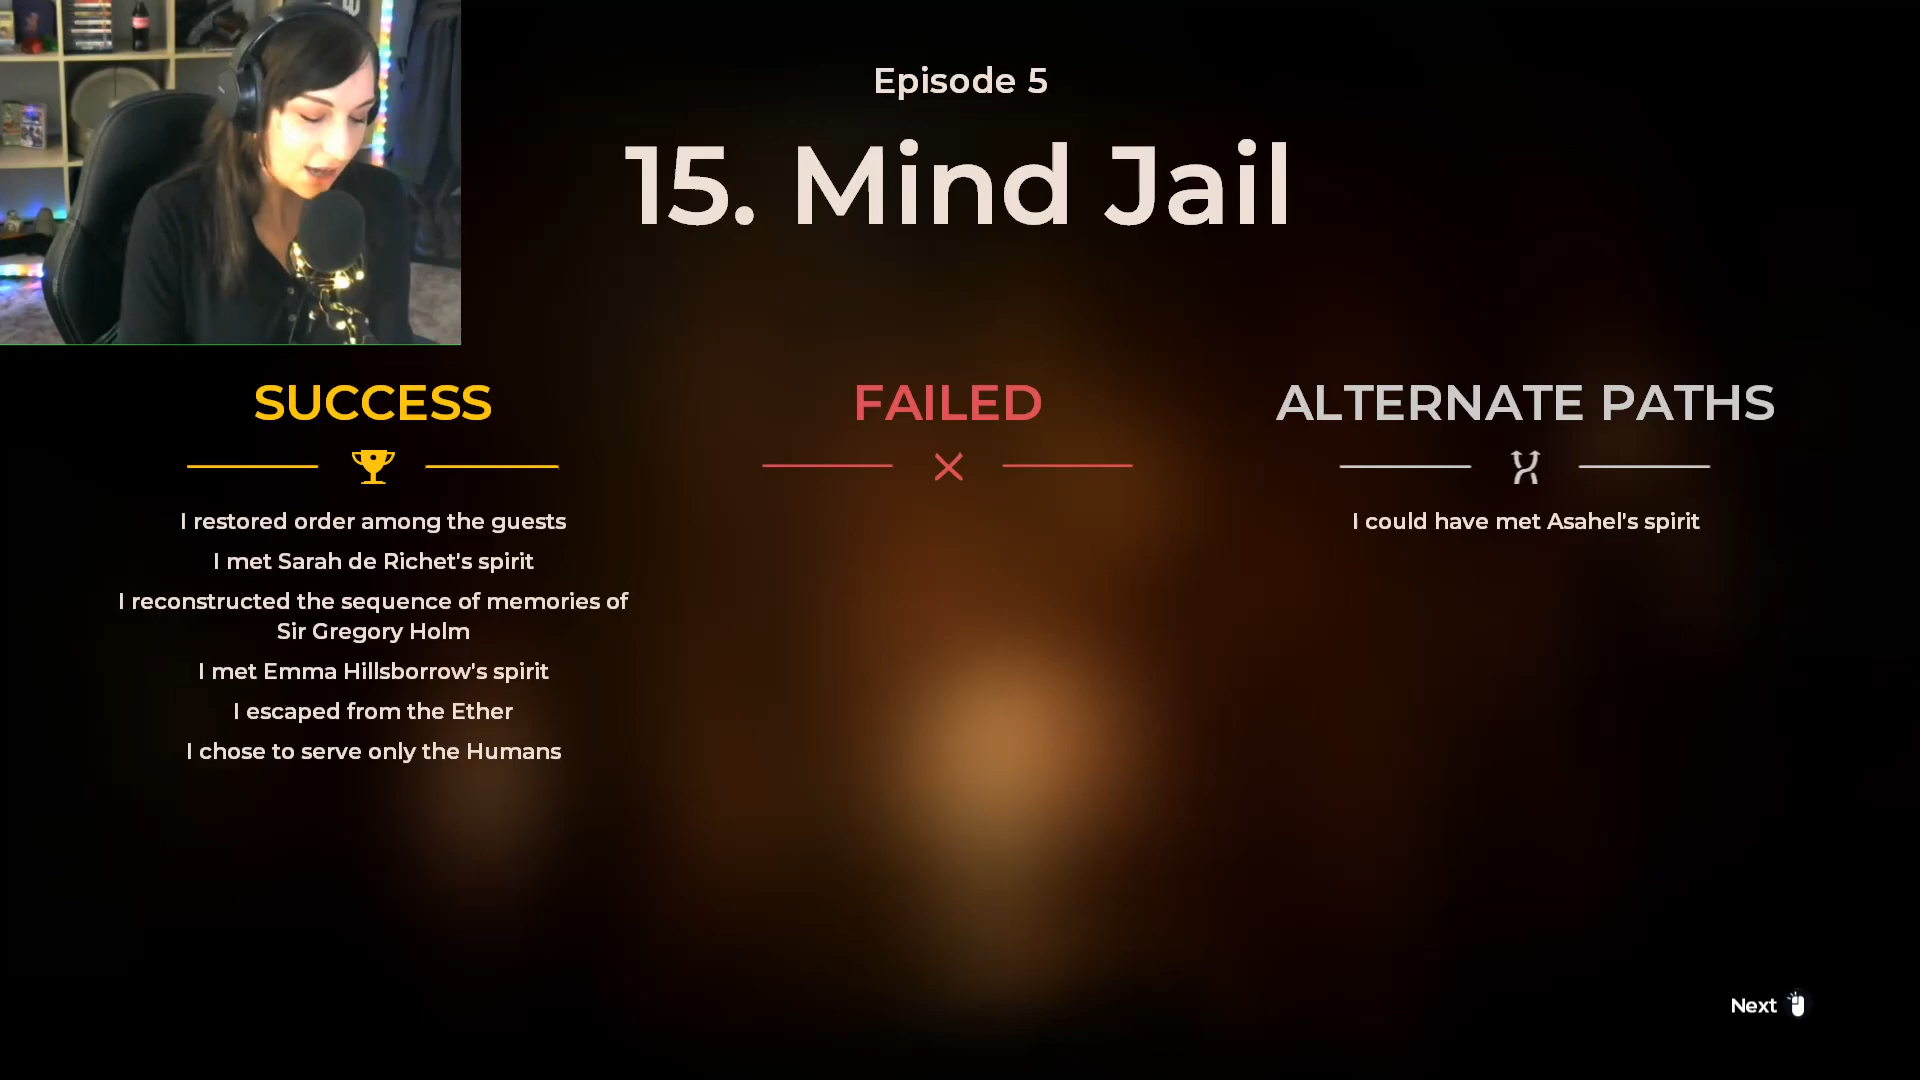 Episode 5
15. Mind Jail
SUCCESS
I restored order among the guests
I met Sarah de Richet's spirit
I reconstructed the sequence of memories of
Sir Gregory Holm
I met Emma Hillsborrow's spirit
I escaped from the Ether
I chose to serve only the Humans
FAILED
ALTERNATE PATHS
I could have met Asahel's spirit
Next